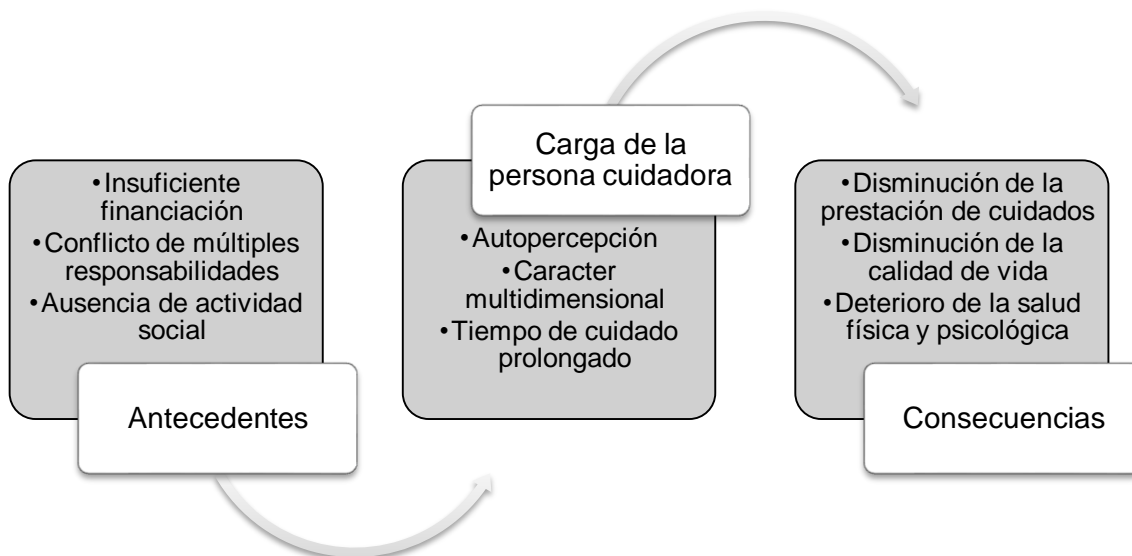 •Insuficiente
financiación
•Conflicto de múltiples
responsabilidades
•Ausencia de actividad
social
Antecedentes
Carga de la
persona cuidadora
•Autopercepción
•Caracter
multidimensional
•Tiempo de cuidado
prolongado
•Disminución de la
prestación de cuidados
•Disminución de la
calidad de vida
•Deterioro de la salud
física y psicológica
Consecuencias